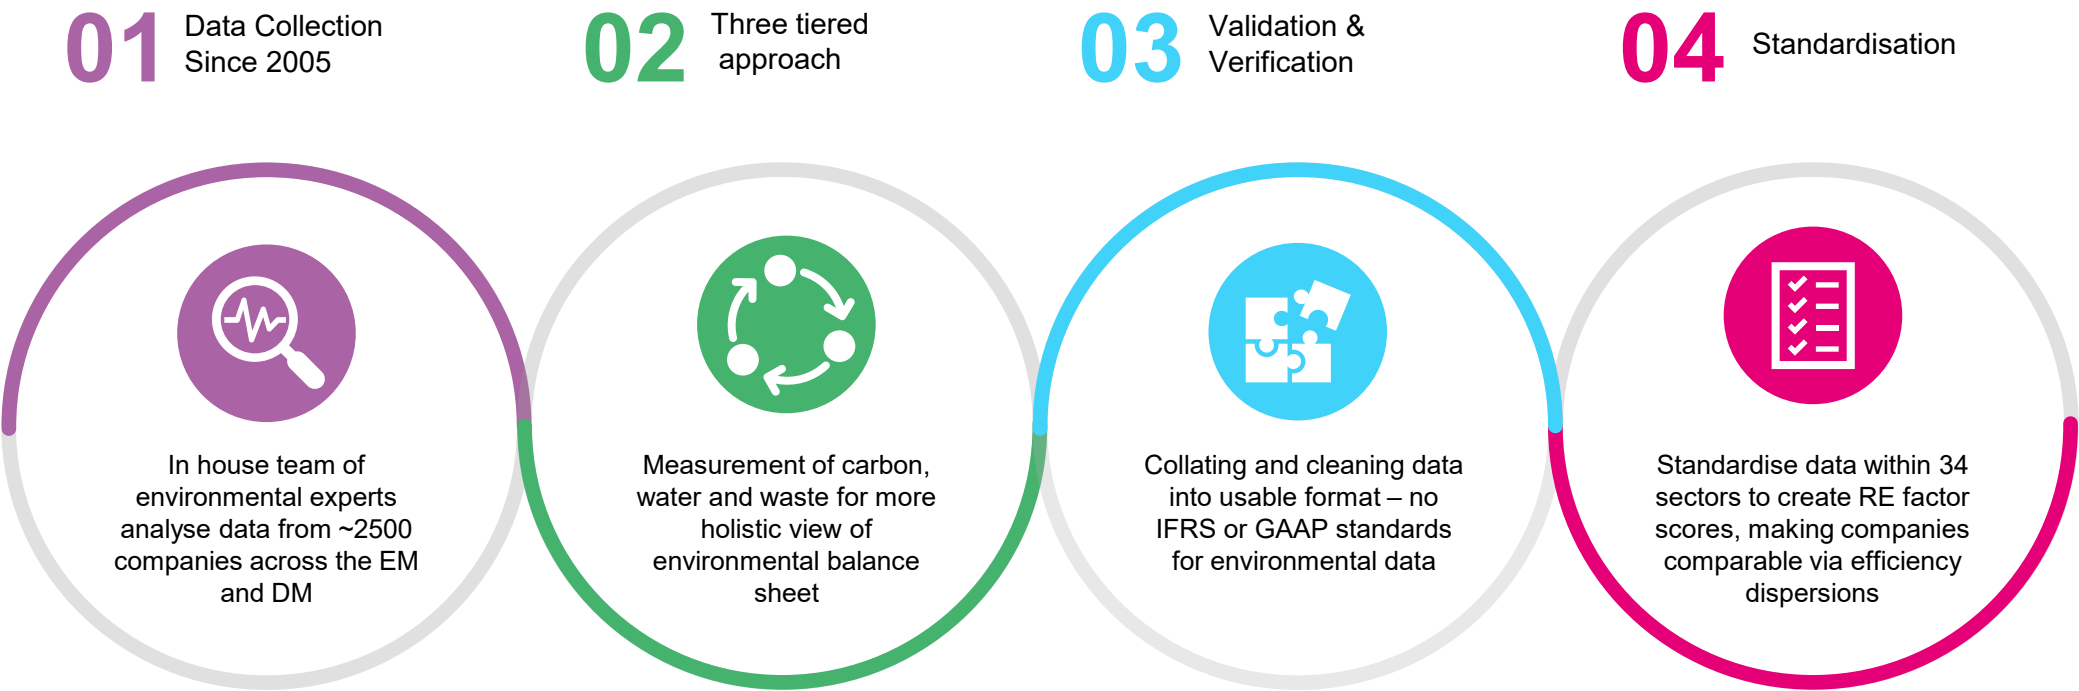 01
Data Collection
Since 2005
02
Three tiered
approach
03
Validation &
Verification
04
Standardisation
In house team of
environmental experts
analyse data from ~2500
companies across the EM
and DM
Measurement of carbon,
water and waste for more
holistic view of
environmental balance
sheet
Collating and cleaning data
into usable format – no
IFRS or GAAP standards
for environmental data
Standardise data within 34
sectors to create RE factor
scores, making companies
comparable via efficiency
dispersions